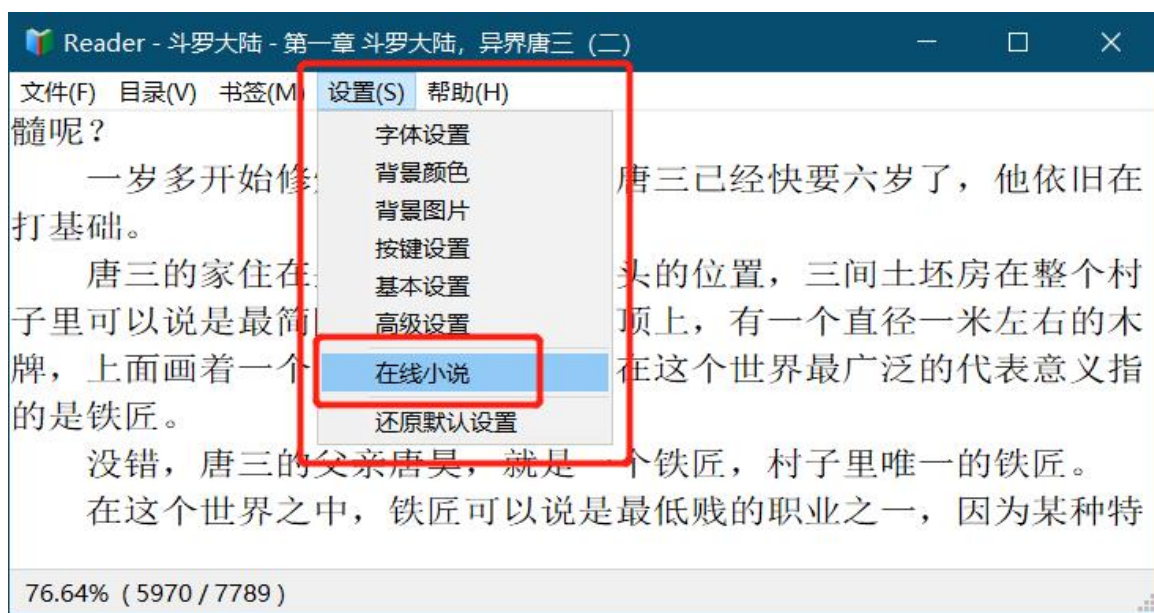 Reader - 斗罗大陆 - 第一章 斗罗大陆，异界唐三（二）
文件(F) 目录(V) 书签(M) 设置(S) 帮助(H)
髓呢？
字体设置
背景颜色
背景图片
按键设置
基本设置
高级设置
在线小说
还原默认设置
一岁多开始修 唐三已经快要六岁了，他依旧在
打基础。
唐三的家住在 头的位置，三间土坯房在整个村
子里可以说是最简 顶上，有一个直径一米左右的木
牌，上面画着一个 在这个世界最广泛的代表意义指
的是铁匠。
没错，唐三的父亲唐昊，就是一个铁匠，村子里唯一的铁匠。
在这个世界之中，铁匠可以说是最低贱的职业之一，因为某种特
76.64% ( 5970 / 7789 )